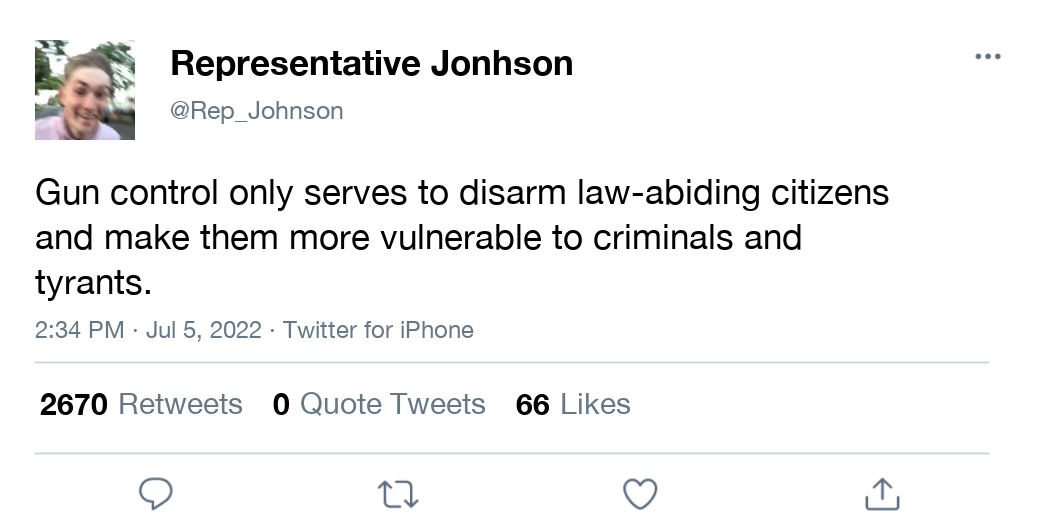 Representative Jonhson
@Rep_Johnson
Gun control only serves to disarm law-abiding citizens
and make them more vulnerable to criminals and
tyrants.
2:34 PM · Jul 5, 2022 · Twitter for iPhone
2670 Retweets 0 Quote Tweets 66 Likes